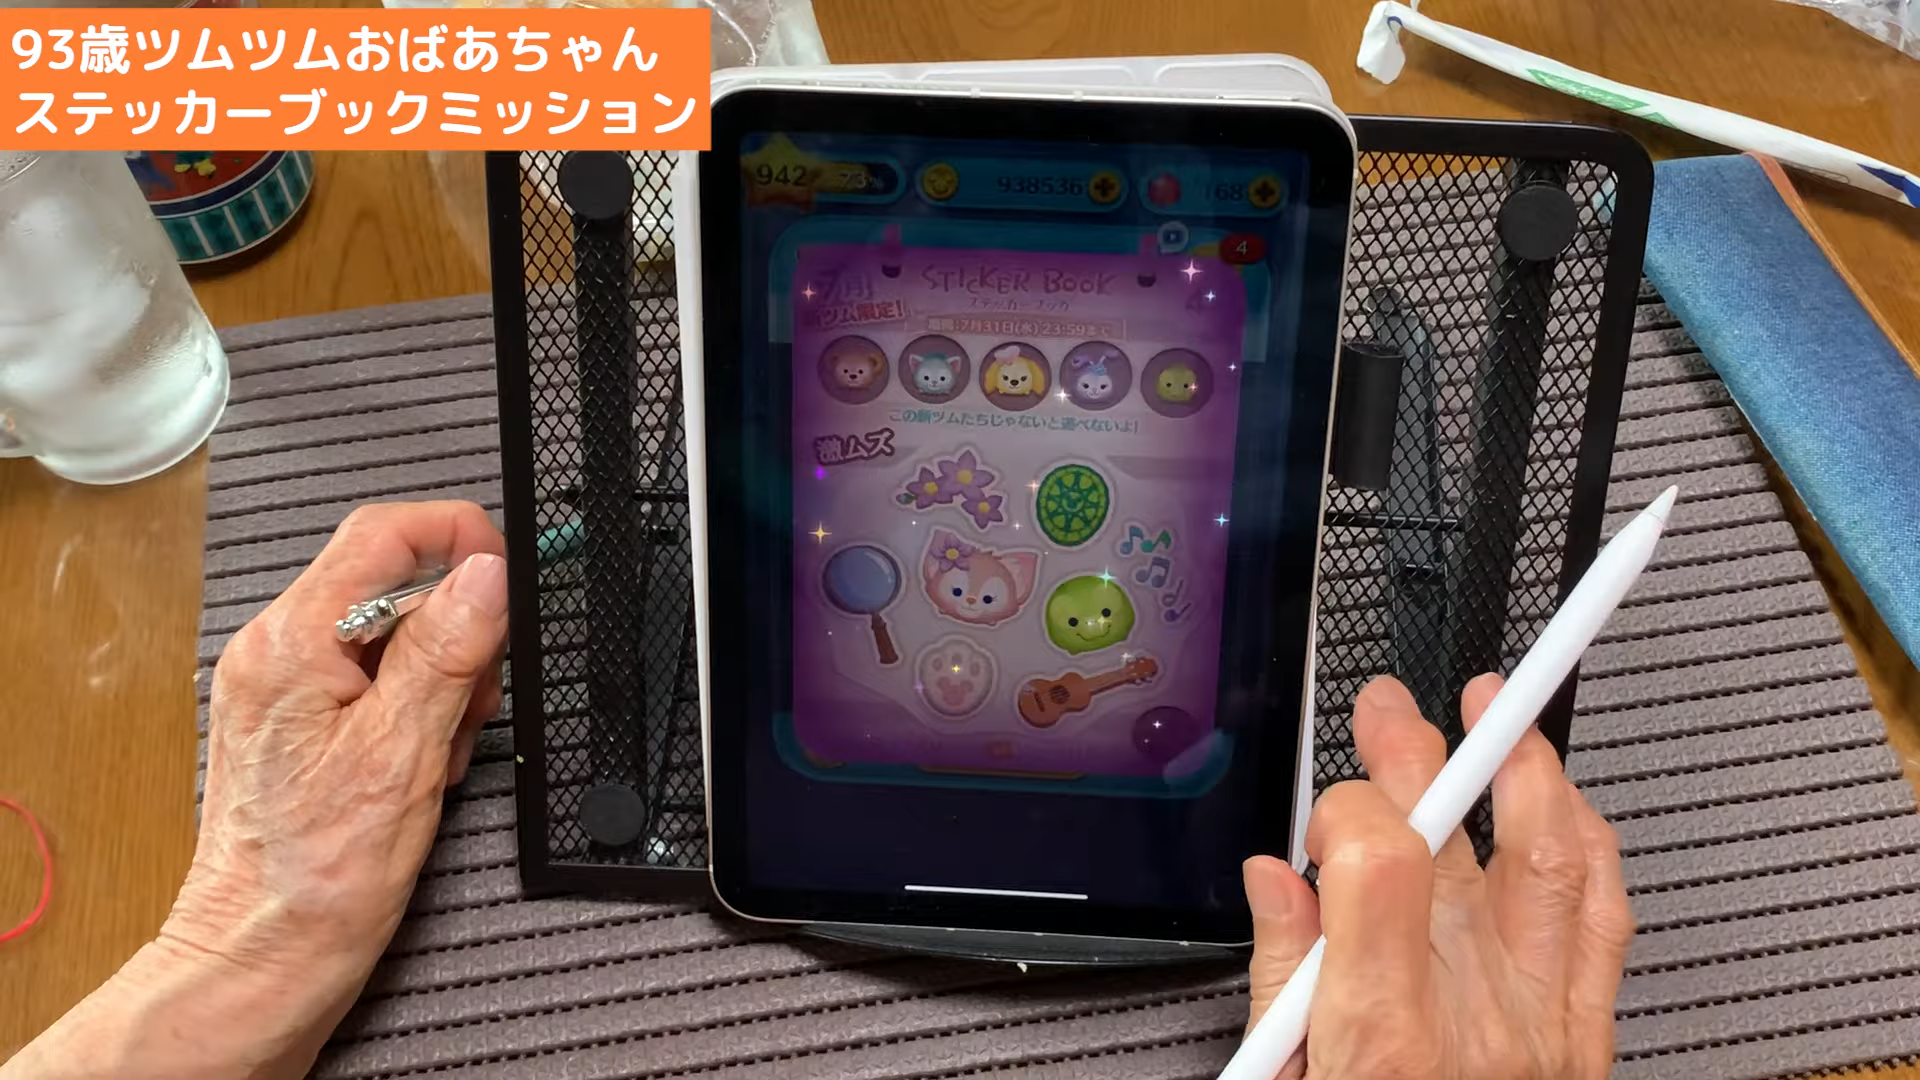 93歳ツムツムおばあちゃん
ステッカーブックミッション
942
73%
938536
168
4
7月!
STICKER BOOK
ステッカーブック
新ツム限定!
期間:7月31日(水)23:59まで
この新ツムたちじゃないと遊べないよ!
激ムズ